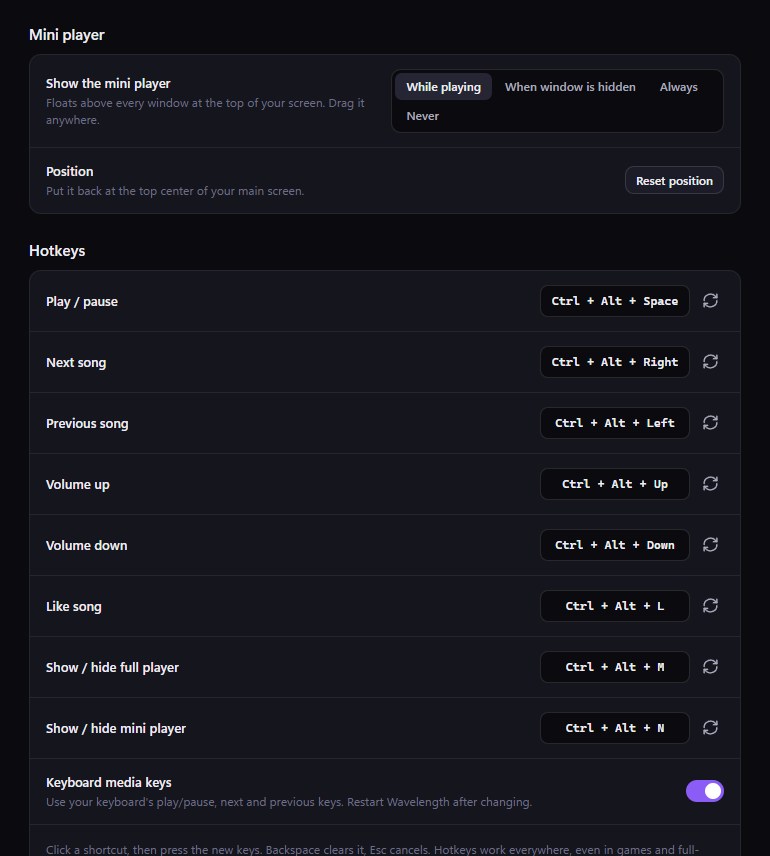 Mini player
Show the mini player
Floats above every window at the top of your screen. Drag it
anywhere.
While playing
When window is hidden
Always
Never
Position
Put it back at the top center of your main screen.
Reset position
Hotkeys
Play / pause
Ctrl + Alt + Space
Next song
Ctrl + Alt + Right
Previous song
Ctrl + Alt + Left
Volume up
Ctrl + Alt + Up
Volume down
Ctrl + Alt + Down
Like song
Ctrl + Alt + L
Show / hide full player
Ctrl + Alt + M
Show / hide mini player
Ctrl + Alt + N
Keyboard media keys
Use your keyboard's play/pause, next and previous keys. Restart Wavelength after changing.
Click a shortcut, then press the new keys. Backspace clears it, Esc cancels. Hotkeys work everywhere, even in games and full-